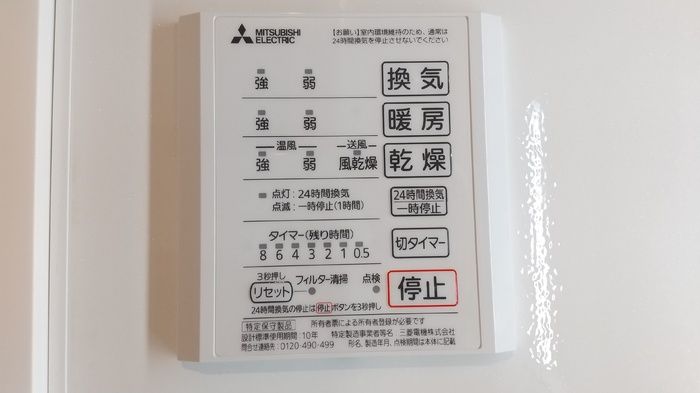 MITSUBISHI
ELECTRIC
【お願い】室内環境維持のため、通常は
24時間換気を停止させないでください
強 弱 換気
強 弱 暖房
温風 送風
強 弱 風乾燥 乾燥
点灯:24時間換気
点滅:一時停止(1時間)
24時間換気
一時停止
タイマー(残り時間)
8 6 4 3 2 1 0.5
切タイマー
3秒押し
リセット フィルター清掃 点検 停止
24時間換気の停止は停止ボタンを3秒押し
特定保守製品 所有者票による所有者登録が必要です
設計標準使用期間:10年 特定製造事業者等名 三菱電機株式会社
問合せ連絡先:0120-490-499 形名、製造年月、点検期間は本体に記載